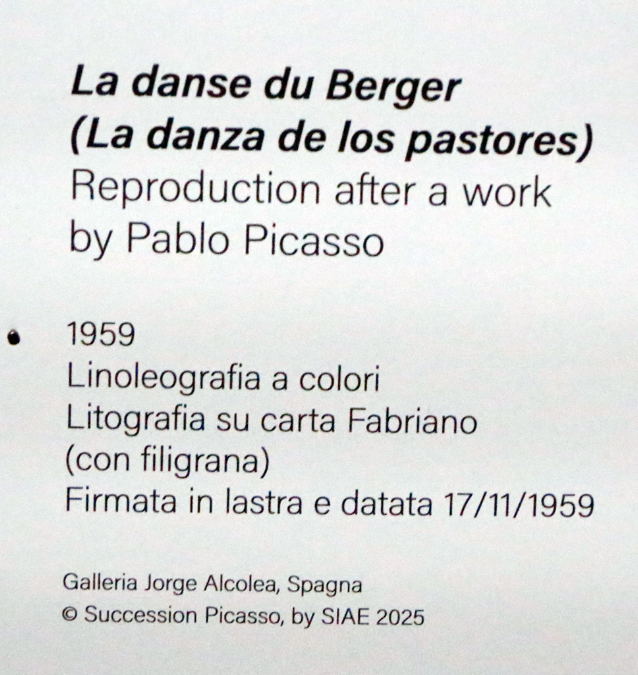 La danse du Berger
(La danza de los pastores)
Reproduction after a work
by Pablo Picasso
1959
Linoleografia a colori
Litografia su carta Fabriano
(con filigrana)
Firmata in lastra e datata 17/11/1959
Galleria Jorge Alcolea, Spagna
© Succession Picasso, by SIAE 2025